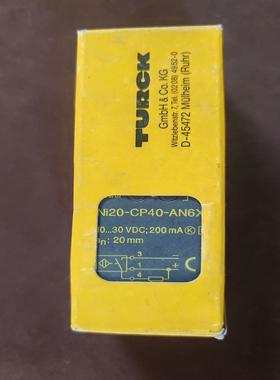 TURCK
GmbH & Co. KG
Witzlebenstr. 7, Tel. (0208) 4952-0
D-45472 Mülheim (Ruhr)
Ni20-CP40-AN6X
10...30 VDC; 200 mA K
sn: 20 mm
3
1
4
+
−